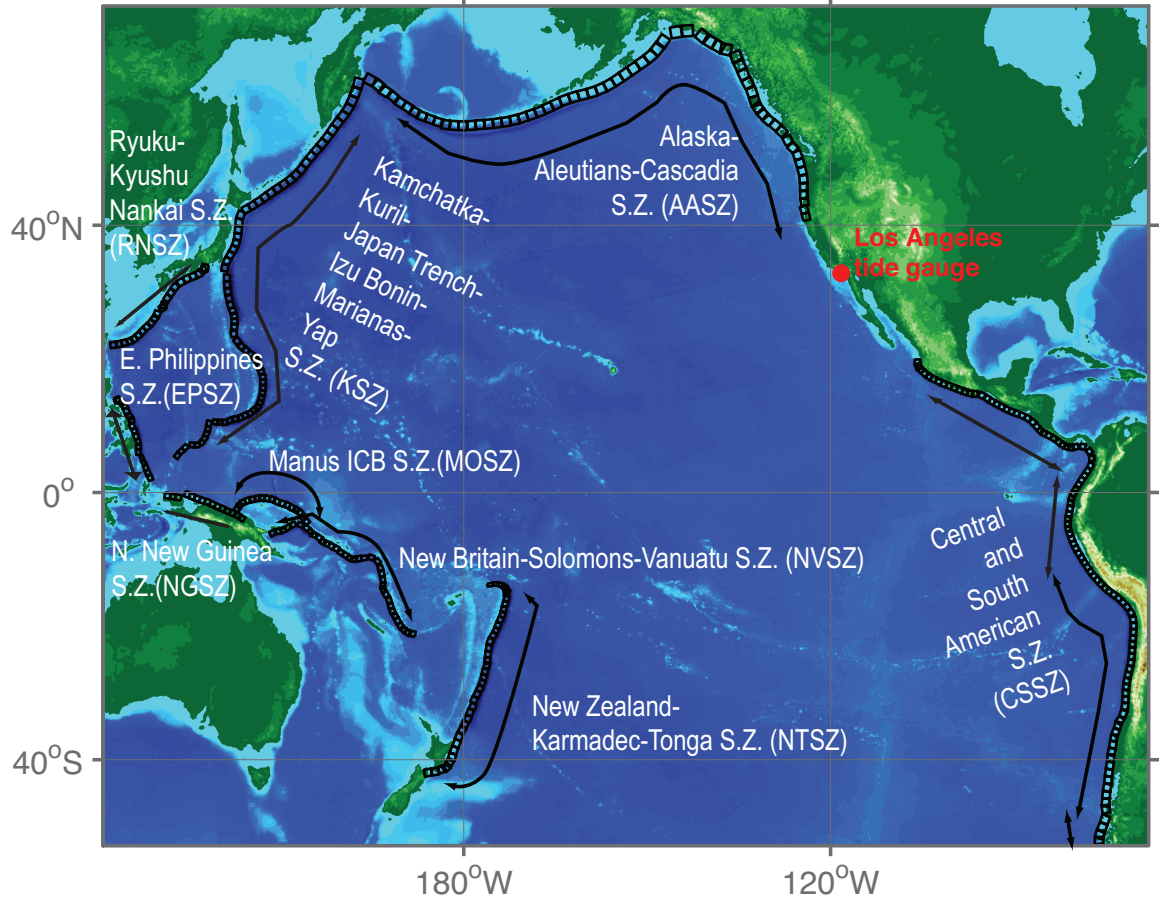 Ryuku-
Kyushu
Nankai S.Z.
(RNSZ)
Kamchatka-
Kuril-
Japan Trench-
Izu Bonin-
Marianas-
Yap
S.Z. (KSZ)
Alaska-
Aleutians-Cascadia
S.Z. (AASZ)
Los Angeles
tide gauge
E. Philippines
S.Z.(EPSZ)
Manus ICB S.Z.(MOSZ)
N. New Guinea
S.Z.(NGSZ)
New Britain-Solomons-Vanuatu S.Z. (NVSZ)
Central
and
South
American
S.Z.
(CSSZ)
New Zealand-
Karmadec-Tonga S.Z. (NTSZ)
40°N
0°
40°S
180°W
120°W